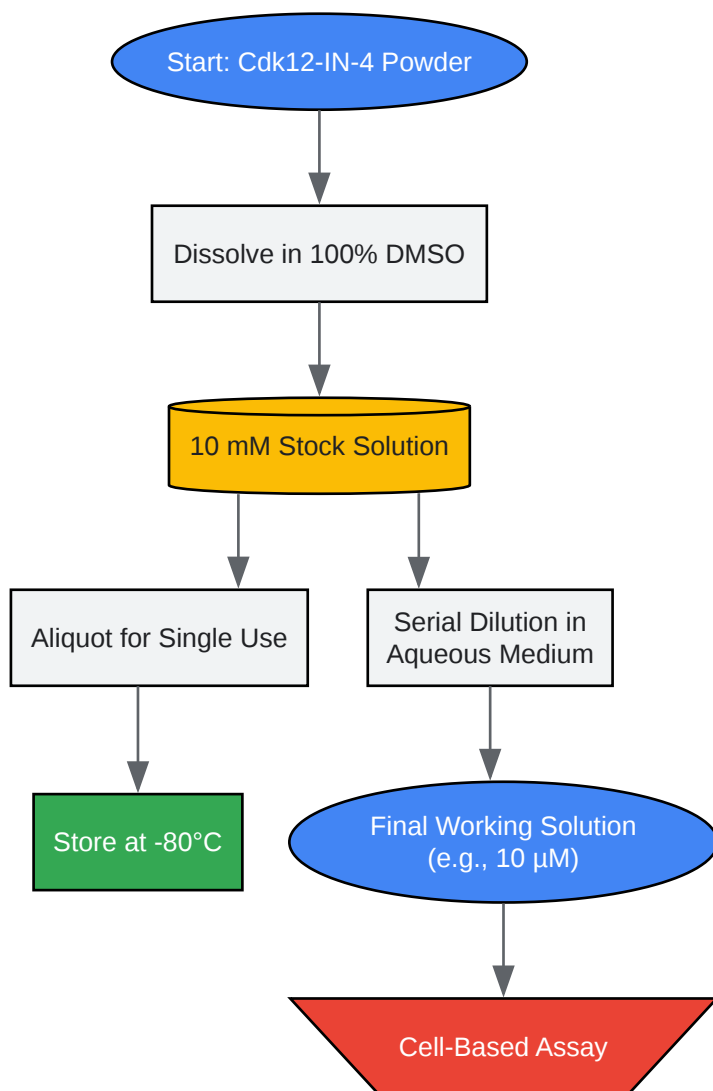 Start: Cdk12-IN-4 Powder
Dissolve in 100% DMSO
10 mM Stock Solution
Aliquot for Single Use
Serial Dilution in
Aqueous Medium
Store at -80°C
Final Working Solution
(e.g., 10 µM)
Cell-Based Assay